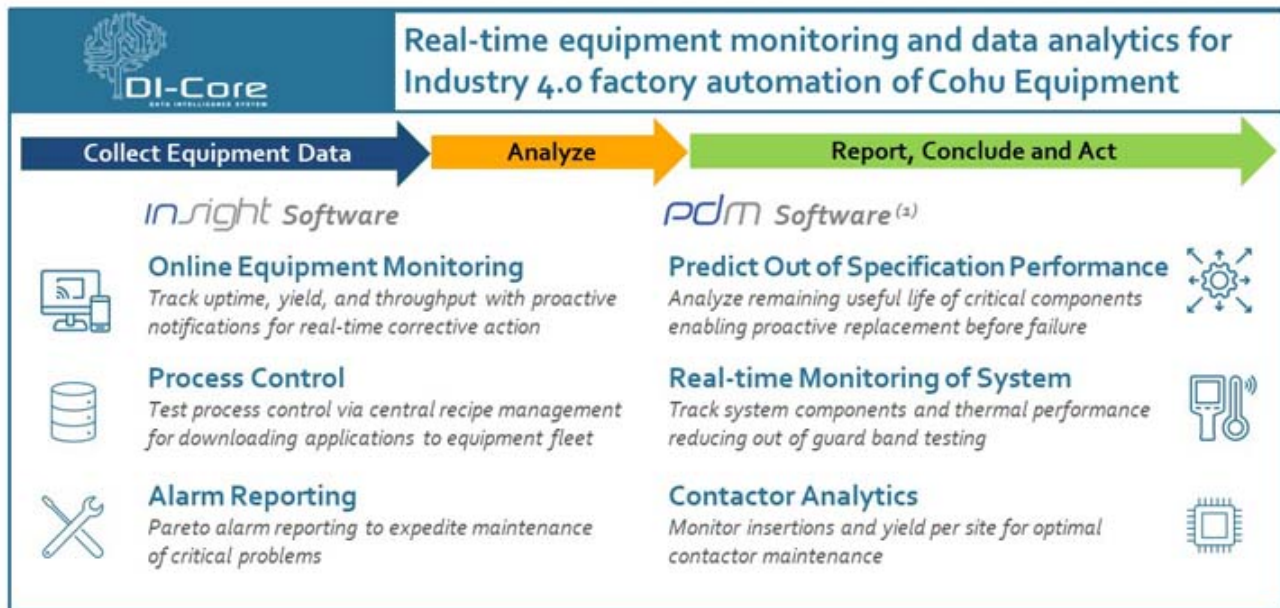 DI-Core
DATA INTELLIGENCE SYSTEM
Real-time equipment monitoring and data analytics for
Industry 4.0 factory automation of Cohu Equipment
Collect Equipment Data
Analyze
Report, Conclude and Act
insight Software
Online Equipment Monitoring
Track uptime, yield, and throughput with proactive
notifications for real-time corrective action
Process Control
Test process control via central recipe management
for downloading applications to equipment fleet
Alarm Reporting
Pareto alarm reporting to expedite maintenance
of critical problems
pdm Software (1)
Predict Out of Specification Performance
Analyze remaining useful life of critical components
enabling proactive replacement before failure
Real-time Monitoring of System
Track system components and thermal performance
reducing out of guard band testing
Contactor Analytics
Monitor insertions and yield per site for optimal
contactor maintenance